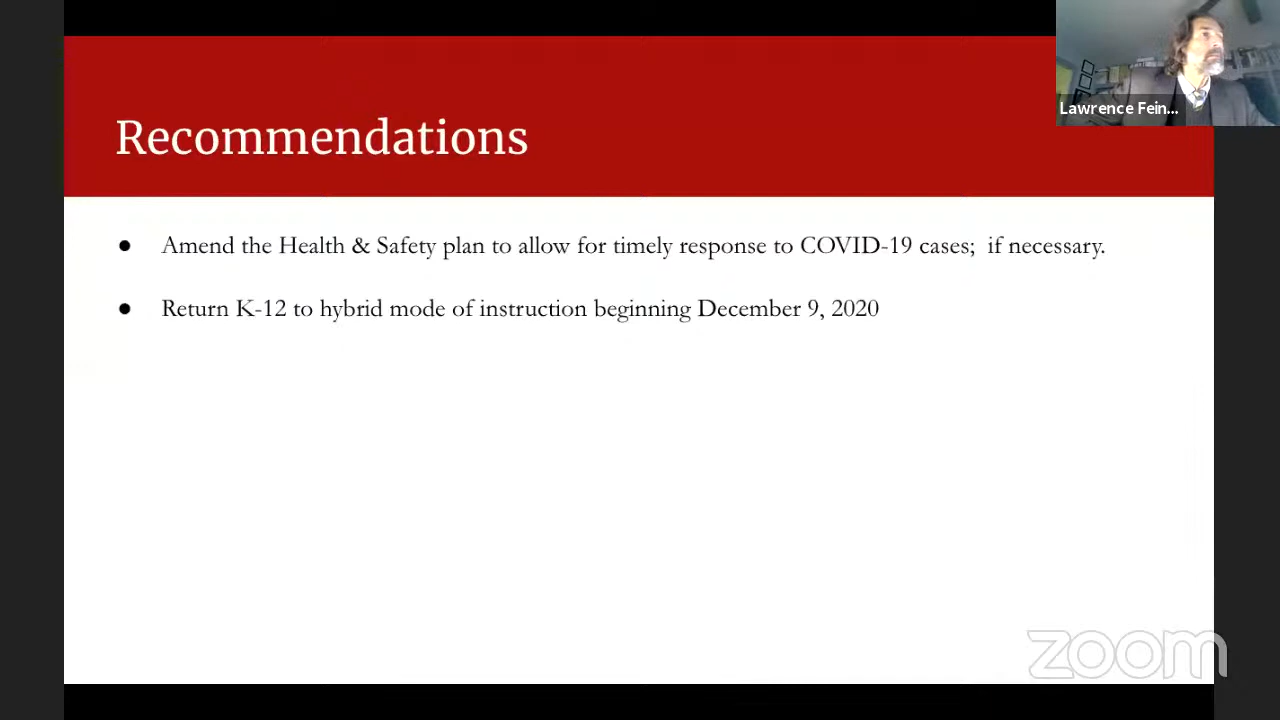 Lawrence Fein...
Recommendations
● Amend the Health & Safety plan to allow for timely response to COVID-19 cases;  if necessary.
● Return K-12 to hybrid mode of instruction beginning December 9, 2020
zoom